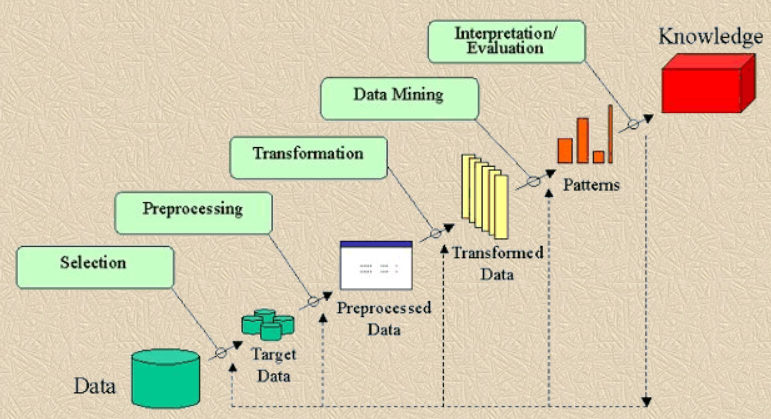 Interpretation/
Evaluation
Knowledge
Data Mining
Transformation
Patterns
Preprocessing
Transformed
Data
Selection
Preprocessed
Data
Target
Data
Data